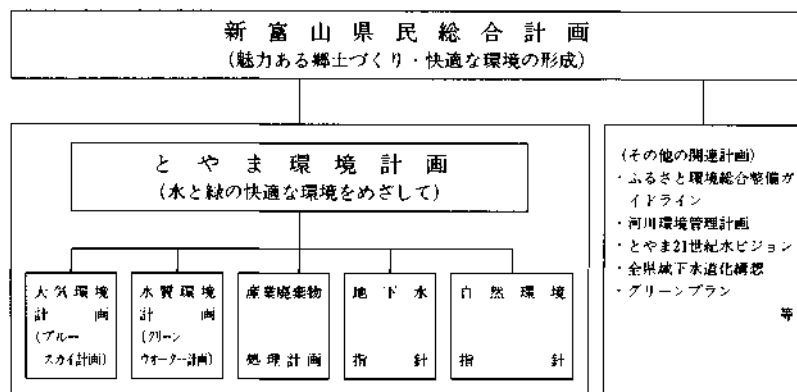 新富山県民総合計画
(魅力ある郷土づくり・快適な環境の形成)
とやま環境計画
(水と緑の快適な環境をめざして)
大気環境
計画
(ブルー
スカイ計画)
水質環境
計画
(クリーン
ウオーター計画)
産業廃棄物
処理計画
地下水
指針
自然環境
指針
(その他の関連計画)
・ふるさと環境総合整備ガ
イドライン
・河川環境管理計画
・とやま21世紀水ビジョン
・全県域下水道化構想
・グリーンプラン
等